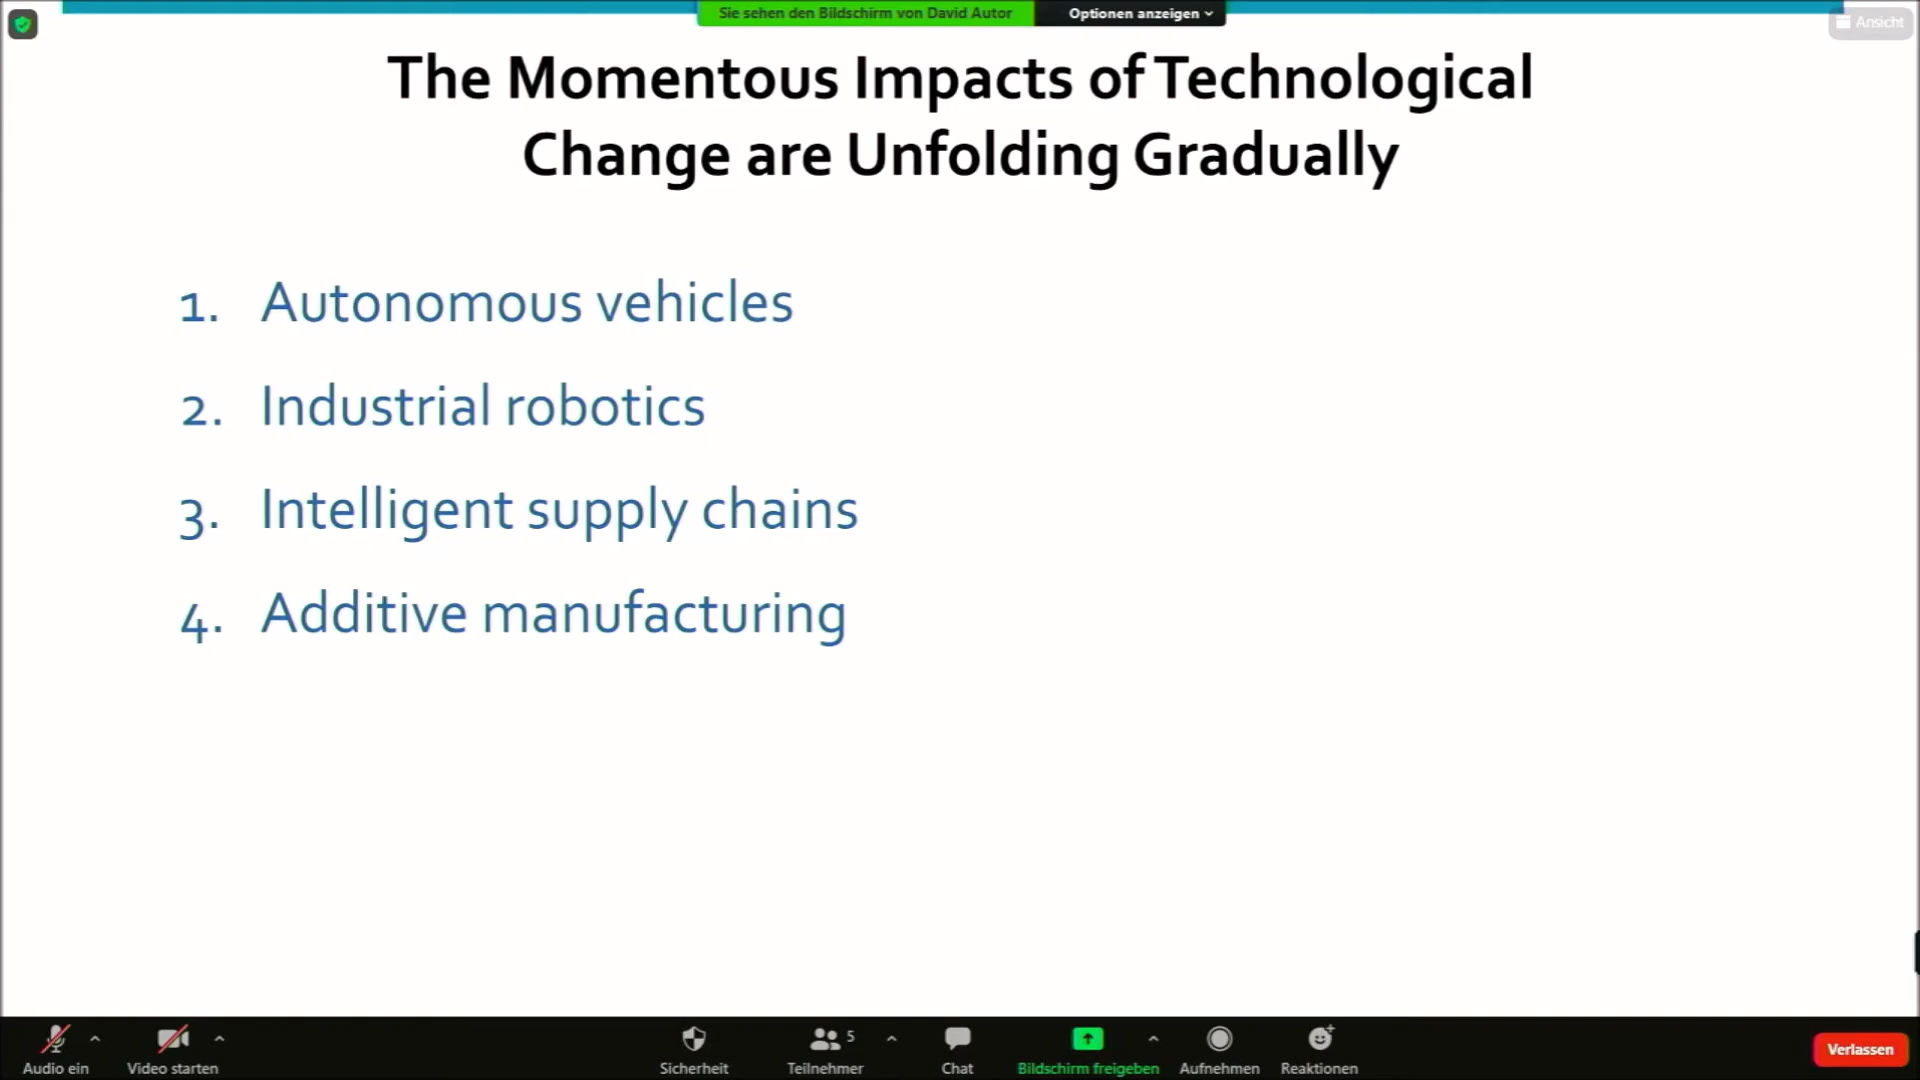 Sie sehen den Bildschirm von David Autor
Optionen anzeigen
Ansicht
The Momentous Impacts of Technological
Change are Unfolding Gradually
1. Autonomous vehicles
2. Industrial robotics
3. Intelligent supply chains
4. Additive manufacturing
Audio ein
Video starten
Sicherheit
5
Teilnehmer
Chat
Bildschirm freigeben
Aufnehmen
Reaktionen
Verlassen